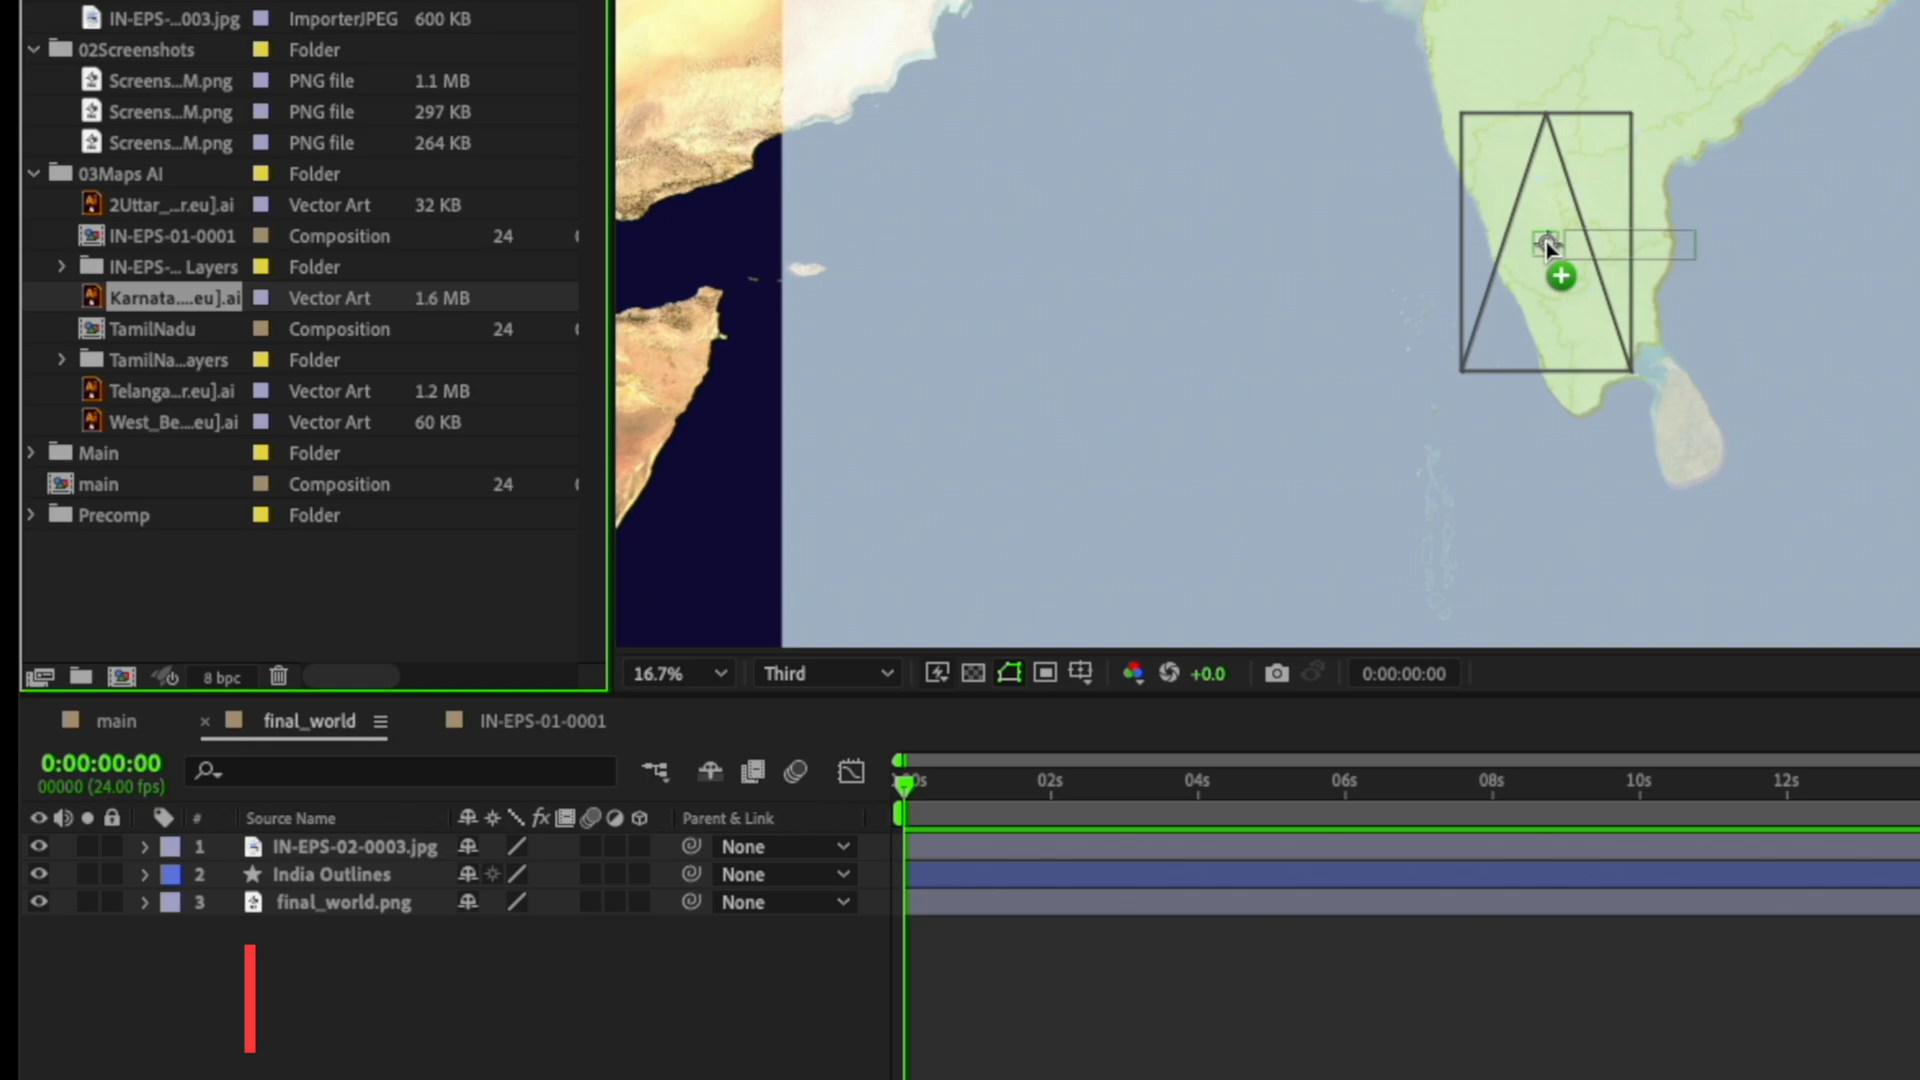 IN-EPS-...003.jpg ImporterJPEG 600 KB
02Screenshots Folder
Screens...M.png PNG file 1.1 MB
Screens...M.png PNG file 297 KB
Screens...M.png PNG file 264 KB
03Maps AI Folder
2Uttar_...r.eu].ai Vector Art 32 KB
IN-EPS-01-0001 Composition 24
IN-EPS-... Layers Folder
Karnata....eu].ai Vector Art 1.6 MB
TamilNadu Composition 24
TamilNa...ayers Folder
Telanga...r.eu].ai Vector Art 1.2 MB
West_Be...eu].ai Vector Art 60 KB
Main Folder
main Composition 24
Precomp Folder
8 bpc
16.7% Third +0.0 0:00:00:00
main × final_world IN-EPS-01-0001
0:00:00:00
00000 (24.00 fps)
02s 04s 06s 08s 10s 12s
# Source Name fx Parent & Link
1 IN-EPS-02-0003.jpg None
2 India Outlines None
3 final_world.png None